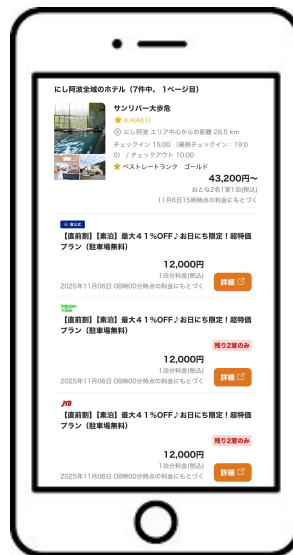 にし阿波全域のホテル（7件中、 1ページ目）
サンリバー大歩危
4.4(461)
にし阿波 エリア中心からの距離 28.5 km
チェックイン 15:00 （最終チェックイン：19:0
0） / チェックアウト 10:00
ベストレートランク ゴールド
43,200円～
おとな2名1室1泊(税込)
11月6日15時時点の料金にもとづく
宿公式
【直前割】【素泊】最大４１％OFF♪お日にち限定！超特価
プラン（駐車場無料）
12,000円
1泊分料金(税込)
2025年11月06日 08時00分時点の料金にもとづく
詳細
Rakuten
Travel
【直前割】【素泊】最大４１％OFF♪お日にち限定！超特価
プラン（駐車場無料）
残り2室のみ
12,000円
1泊分料金(税込)
2025年11月06日 08時00分時点の料金にもとづく
詳細
JTB
【直前割】【素泊】最大４１％OFF♪お日にち限定！超特価
プラン（駐車場無料）
残り2室のみ
12,000円
1泊分料金(税込)
2025年11月06日 08時00分時点の料金にもとづく
詳細